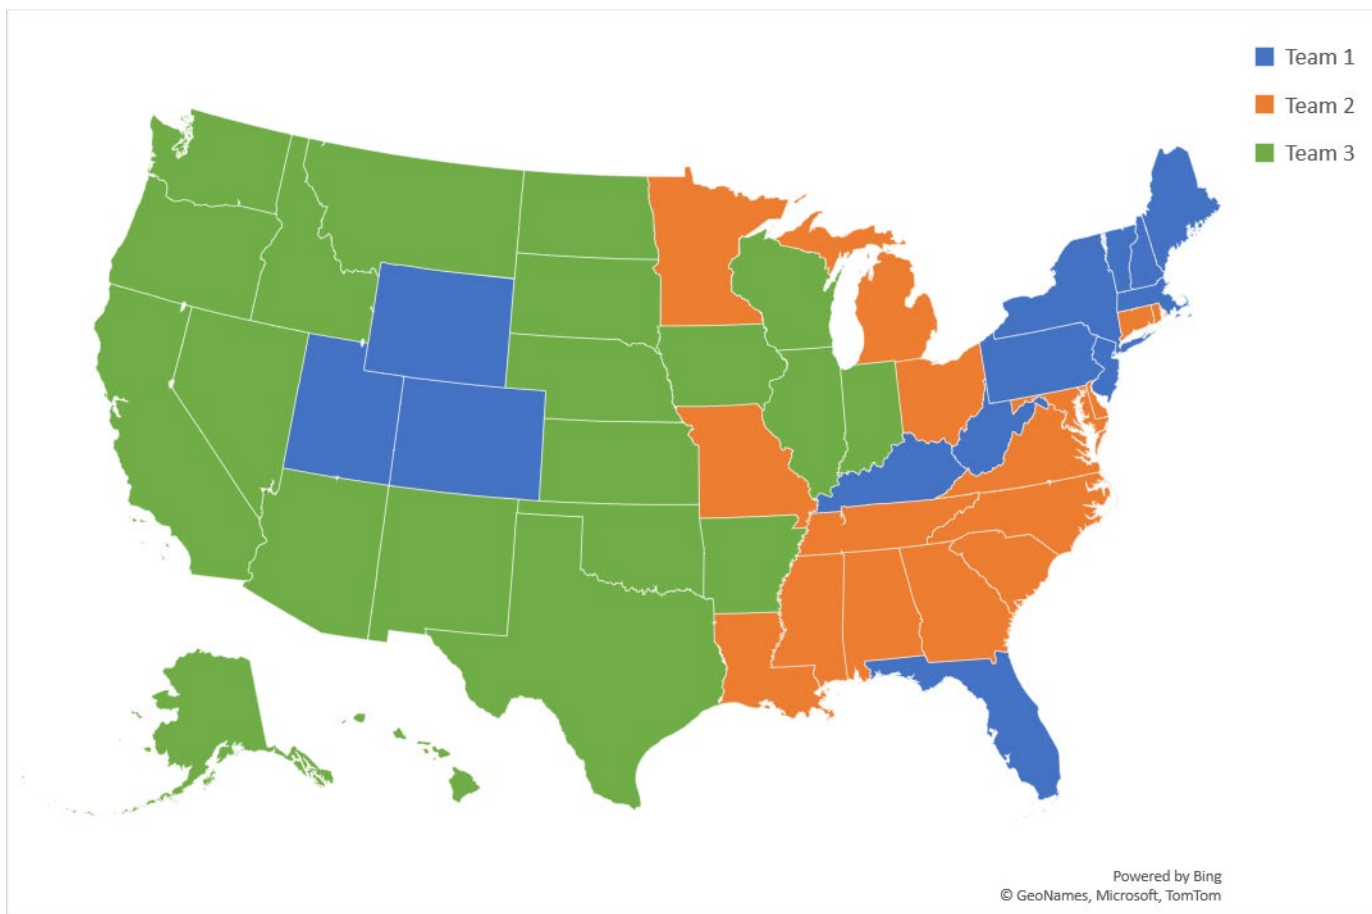 Team 1
Team 2
Team 3
Powered by Bing
© GeoNames, Microsoft, TomTom